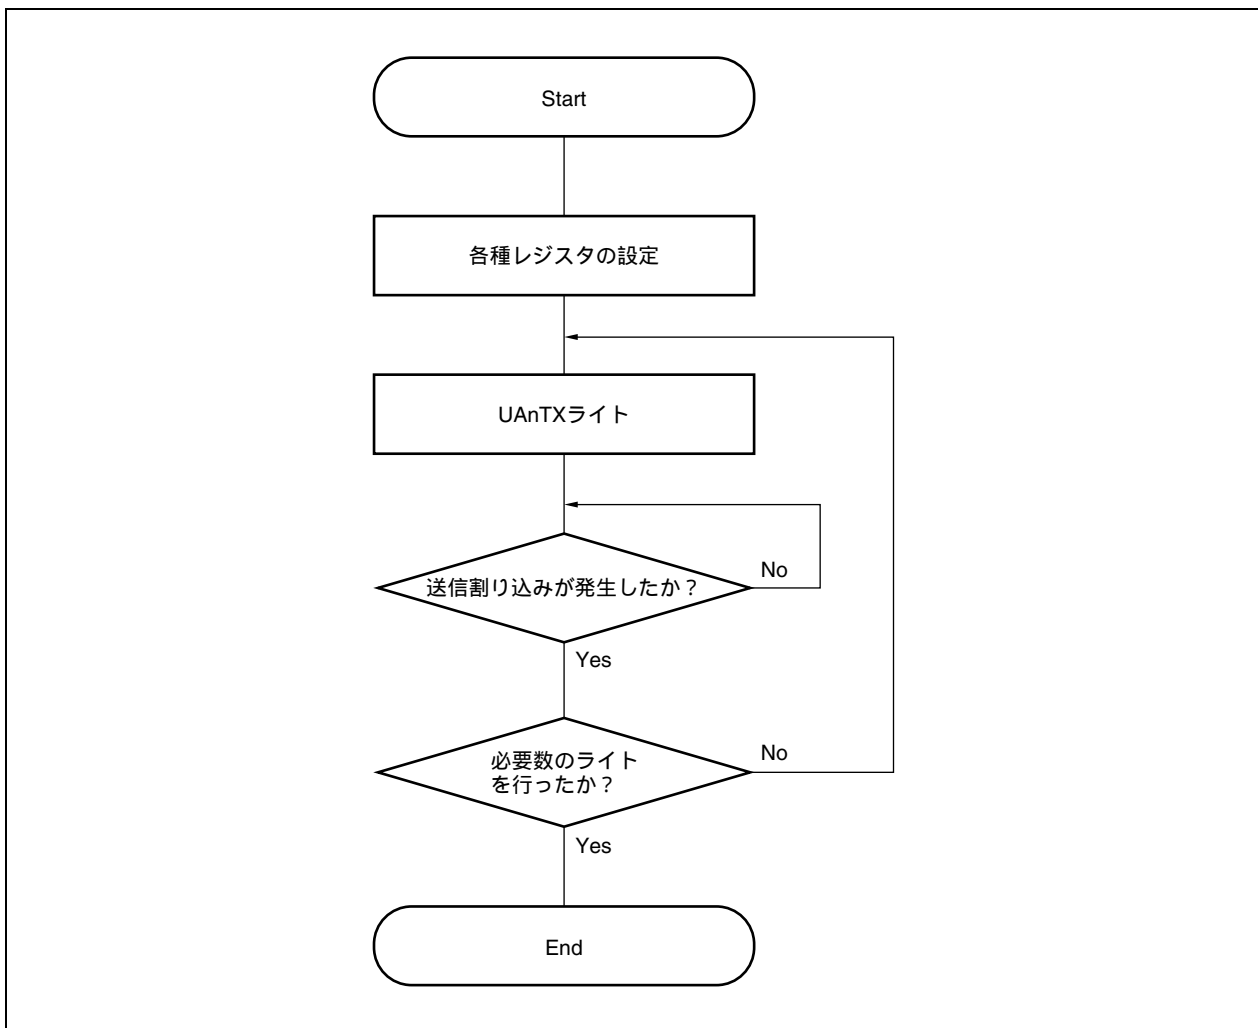 Start
各種レジスタの設定
UAnTXライト
送信割り込みが発生したか？
No
Yes
必要数のライト
を行ったか？
No
Yes
End